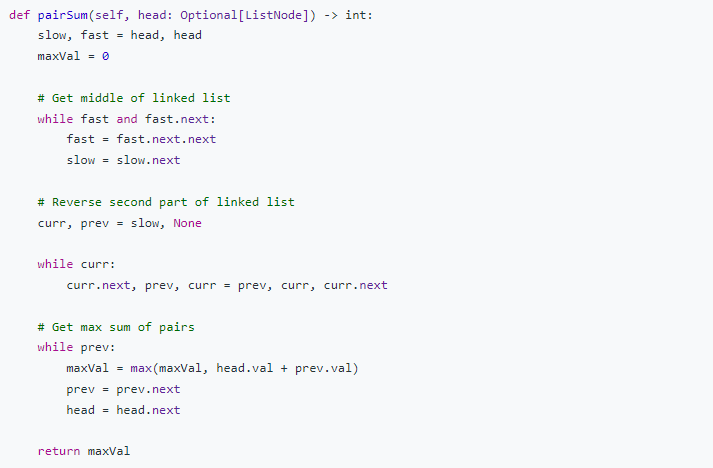 def pairSum(self, head: Optional[ListNode]) -> int:
    slow, fast = head, head
    maxVal = 0

    # Get middle of linked list
    while fast and fast.next:
        fast = fast.next.next
        slow = slow.next

    # Reverse second part of linked list
    curr, prev = slow, None

    while curr:
        curr.next, prev, curr = prev, curr, curr.next

    # Get max sum of pairs
    while prev:
        maxVal = max(maxVal, head.val + prev.val)
        prev = prev.next
        head = head.next

    return maxVal